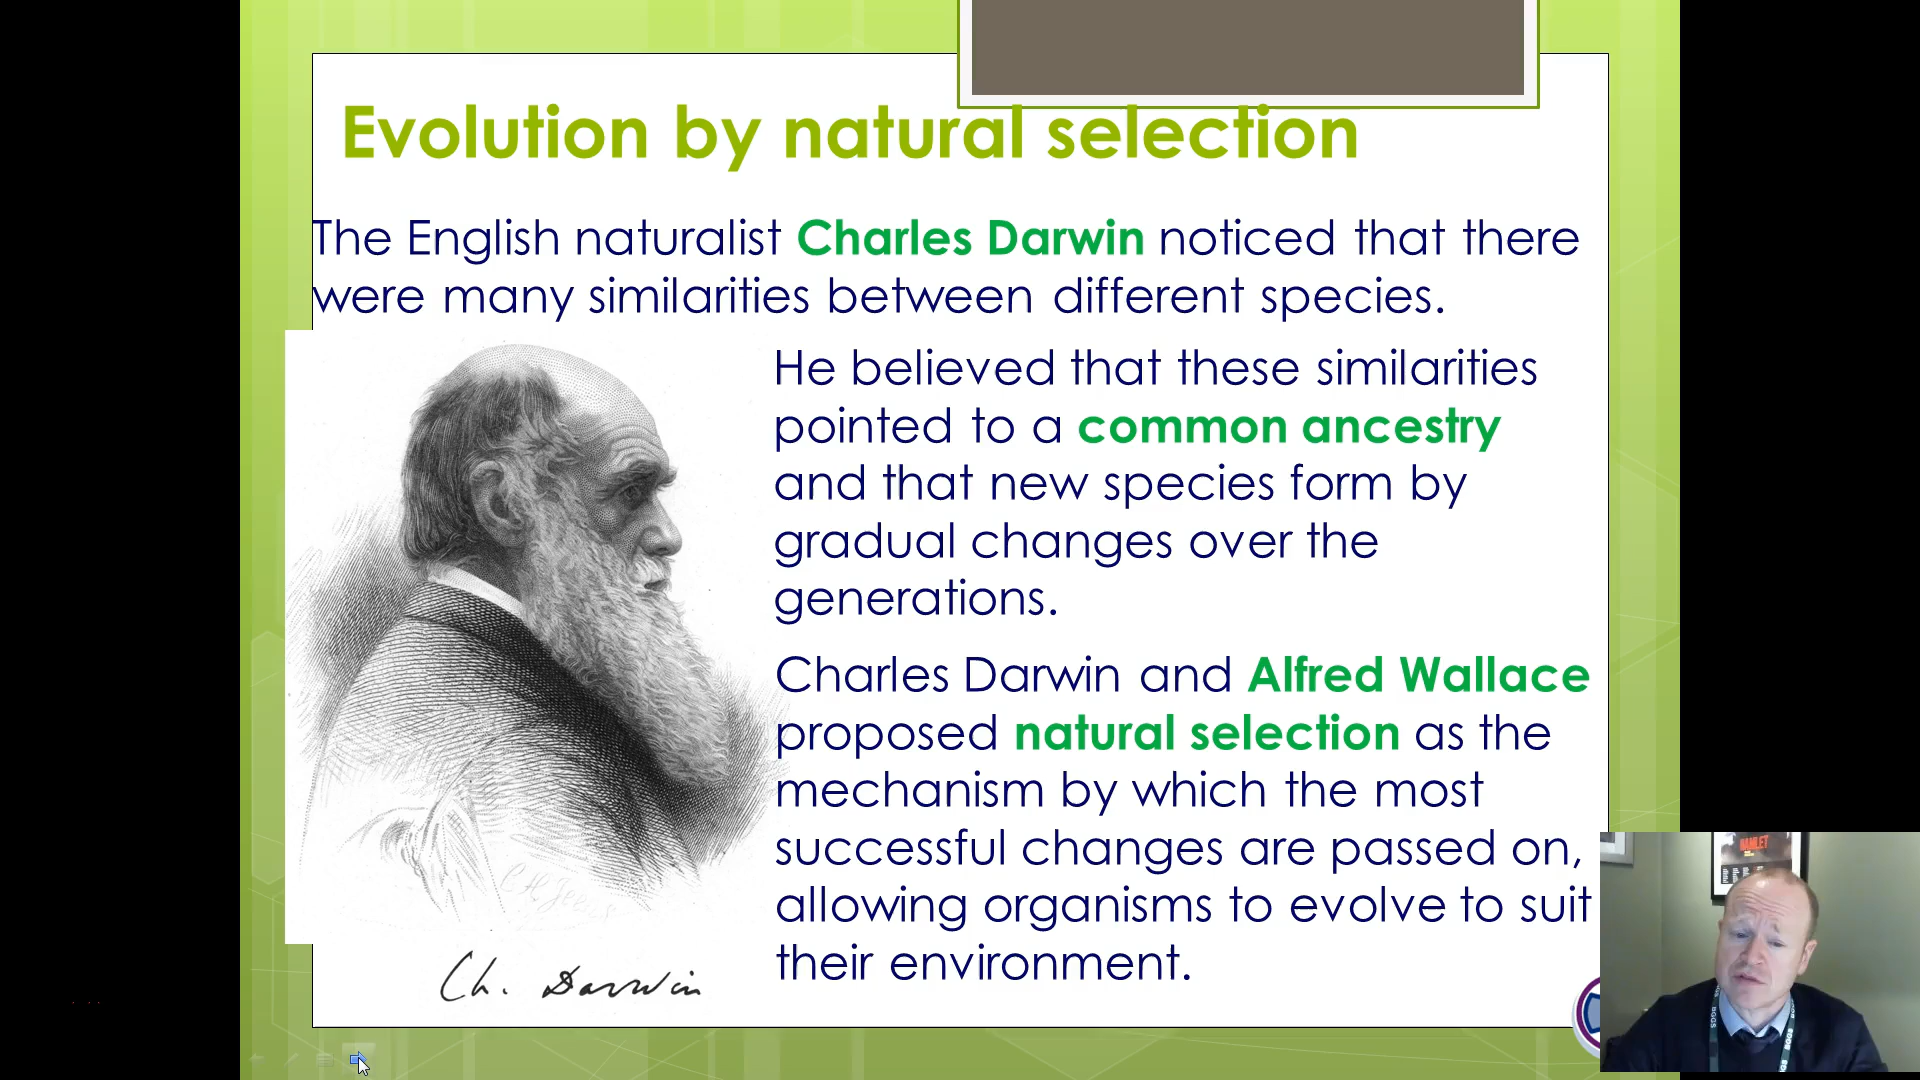 Evolution by natural selection
The English naturalist Charles Darwin noticed that there
were many similarities between different species.
He believed that these similarities
pointed to a common ancestry
and that new species form by
gradual changes over the
generations.
Charles Darwin and Alfred Wallace
proposed natural selection as the
mechanism by which the most
successful changes are passed on,
allowing organisms to evolve to suit
their environment.
Ch. Darwin
HAMLET
BGGS